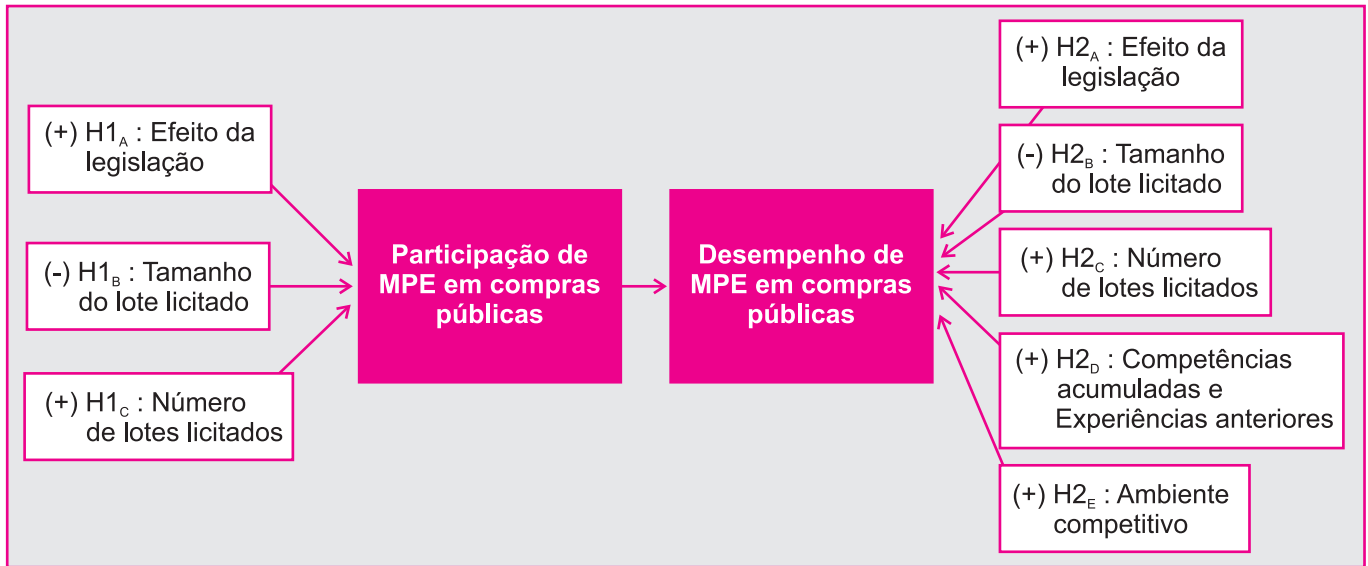 (+) H1A : Efeito da
legislação
(-) H1B : Tamanho
do lote licitado
(+) H1C : Número
de lotes licitados
Participação de
MPE em compras
públicas
Desempenho de
MPE em compras
públicas
(+) H2A : Efeito da
legislação
(-) H2B : Tamanho
do lote licitado
(+) H2C : Número
de lotes licitados
(+) H2D : Competências
acumuladas e
Experiências anteriores
(+) H2E : Ambiente
competitivo